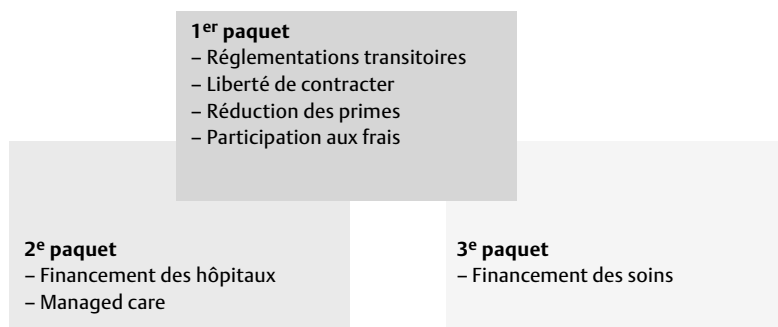 1er paquet
– Réglementations transitoires
– Liberté de contracter
– Réduction des primes
– Participation aux frais
2e paquet
– Financement des hôpitaux
– Managed care
3e paquet
– Financement des soins